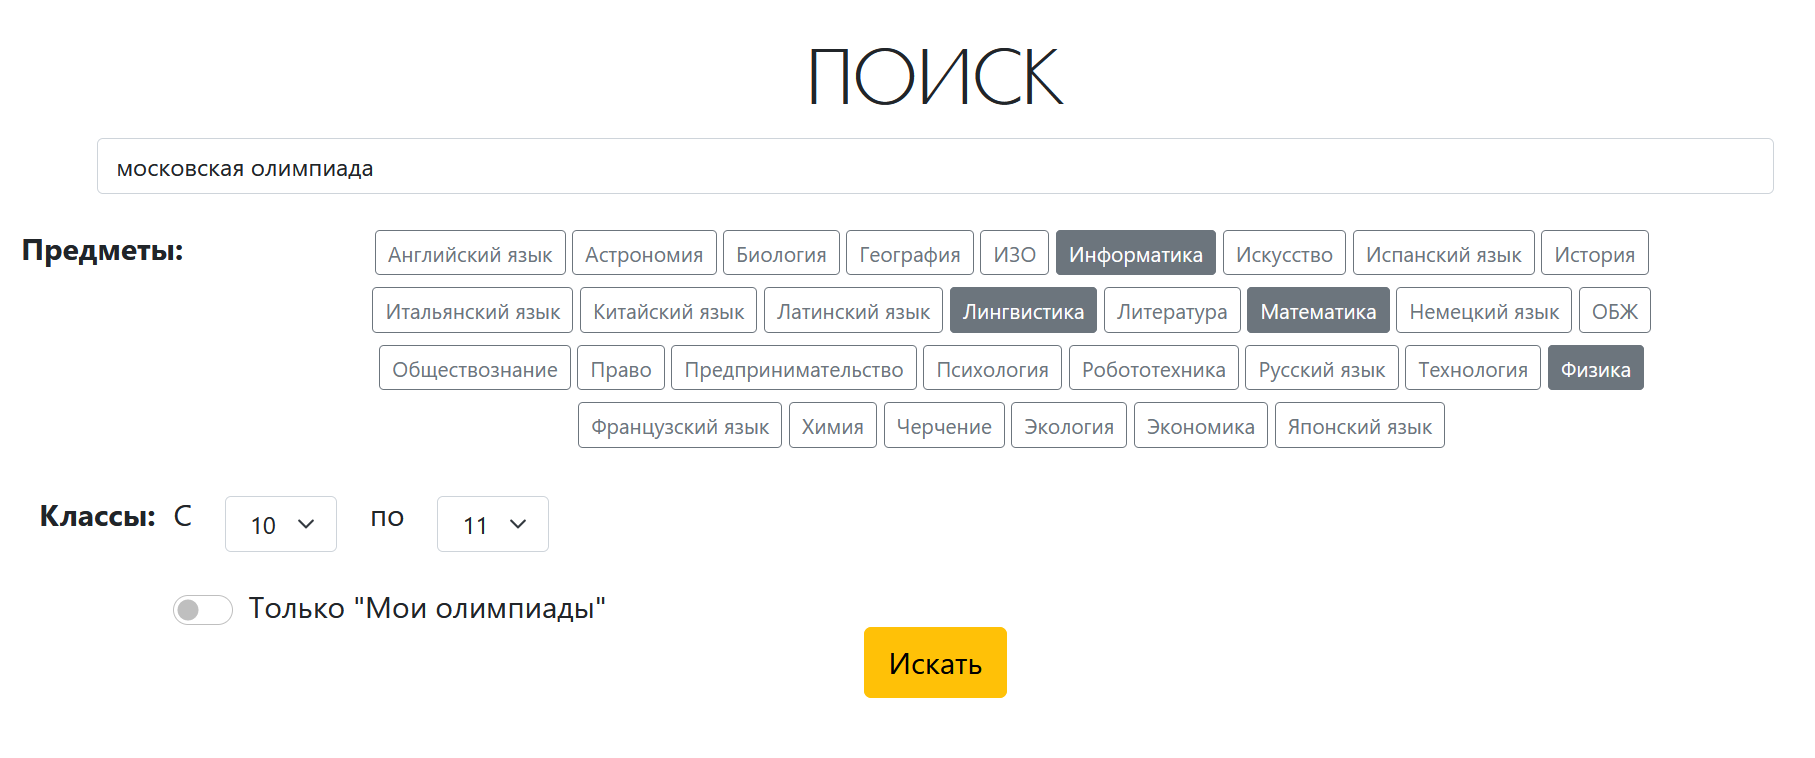 ПОИСК
московская олимпиада
Предметы: Английский язык Астрономия Биология География ИЗО Информатика Искусство Испанский язык История
Итальянский язык Китайский язык Латинский язык Лингвистика Литература Математика Немецкий язык ОБЖ
Обществознание Право Предпринимательство Психология Робототехника Русский язык Технология Физика
Французский язык Химия Черчение Экология Экономика Японский язык
Классы: С 10 по 11
Только "Мои олимпиады"
Искать